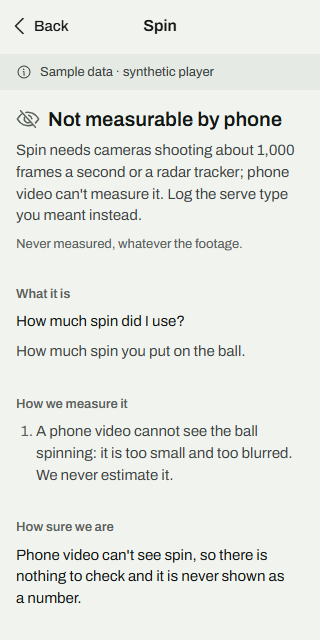 Back
Spin
Sample data · synthetic player
Not measurable by phone
Spin needs cameras shooting about 1,000
frames a second or a radar tracker; phone
video can't measure it. Log the serve type
you meant instead.
Never measured, whatever the footage.
What it is
How much spin did I use?
How much spin you put on the ball.
How we measure it
1. A phone video cannot see the ball
spinning: it is too small and too blurred.
We never estimate it.
How sure we are
Phone video can't see spin, so there is
nothing to check and it is never shown as
a number.